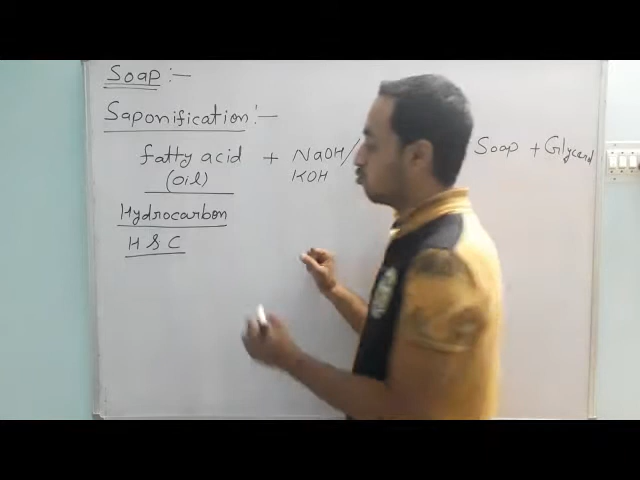 Soap :-
Saponification :-
fatty acid + NaOH/ Soap + Glycerol
(Oil) KOH
Hydrocarbon
H & C